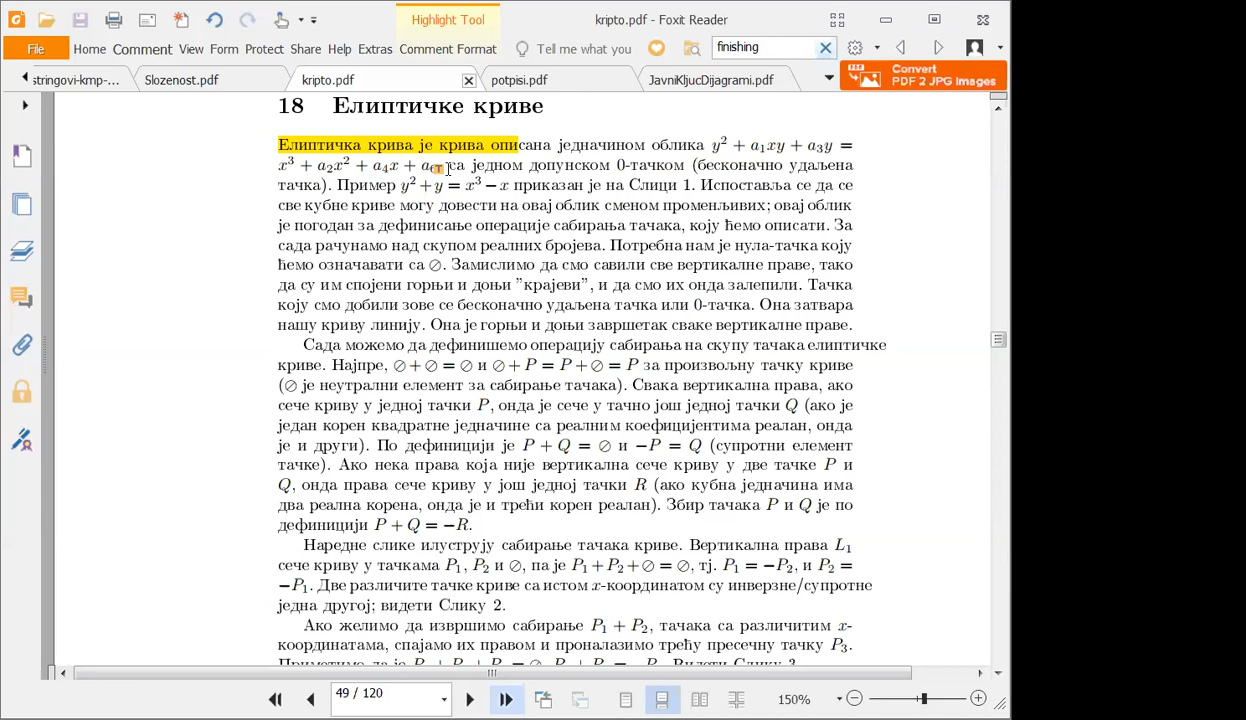 Highlight Tool
kripto.pdf - Foxit Reader
File Home Comment View Form Protect Share Help Extras Comment Format Tell me what you finishing
stringovi-kmp-... Slozenost.pdf kripto.pdf potpisi.pdf JavniKljucDijagrami.pdf
Convert
PDF 2 JPG Images
18 Елиптичке криве
Елиптичка крива је крива описана једначином облика y² + a₁xy + a₃y =
x³ + a₂x² + a₄x + a са једном допунском 0-тачком (бесконачно удаљена
тачка). Пример y² + y = x³ − x приказан је на Слици 1. Испоставља се да се
све кубне криве могу довести на овај облик сменом променљивих; овај облик
је погодан за дефинисање операције сабирања тачака, коју ћемо описати. За
сада рачунамо над скупом реалних бројева. Потребна нам је нула-тачка коју
ћемо означавати са ⊘. Замислимо да смо савили све вертикалне праве, тако
да су им спојени горњи и доњи ”крајеви”, и да смо их онда залепили. Тачка
коју смо добили зове се бесконачно удаљена тачка или 0-тачка. Она затвара
нашу криву линију. Она је горњи и доњи завршетак сваке вертикалне праве.
Сада можемо да дефинишемо операцију сабирања на скупу тачака елиптичке
криве. Најпре, ⊘ + ⊘ = ⊘ и ⊘ + P = P + ⊘ = P за произвољну тачку криве
(⊘ је неутрални елемент за сабирање тачака). Свака вертикална права, ако
сече криву у једној тачки P, онда је сече у тачно још једној тачки Q (ако је
један корен квадратне једначине са реалним коефицијентима реалан, онда
је и други). По дефиницији је P + Q = ⊘ и −P = Q (супротни елемент
тачке). Ако нека права која није вертикална сече криву у две тачке P и
Q, онда права сече криву у још једној тачки R (ако кубна једначина има
два реална корена, онда је и трећи корен реалан). Збир тачака P и Q је по
дефиницији P + Q = −R.
Наредне слике илуструју сабирање тачака криве. Вертикална права L₁
сече криву у тачкама P₁, P₂ и ⊘, па је P₁ + P₂ + ⊘ = ⊘, тј. P₁ = −P₂, и P₂ =
−P₁. Две различите тачке криве са истом x-координатом су инверзне/супротне
једна другој; видети Слику 2.
Ако желимо да извршимо сабирање P₁ + P₂, тачака са различитим x-
координатама, спајамо их правом и проналазимо трећу пресечну тачку P₃.
49 / 120
150%